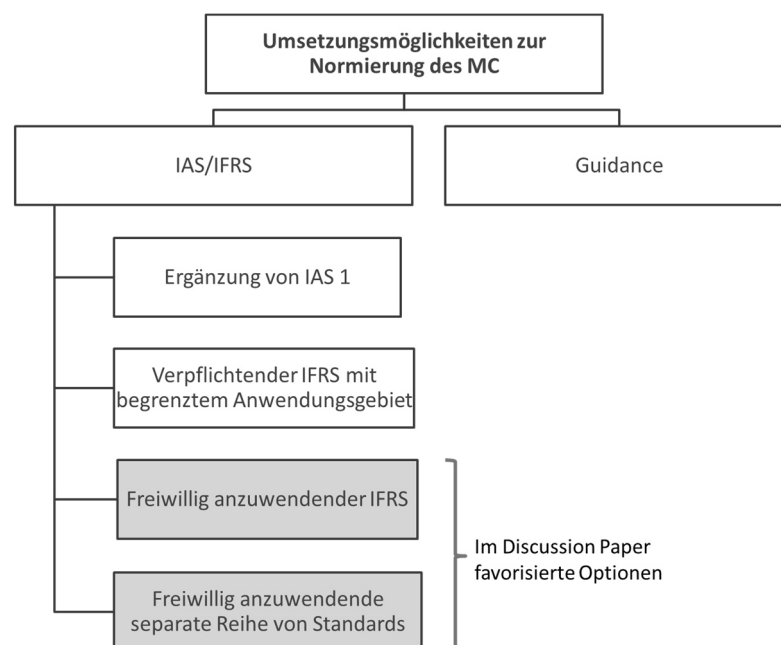 Umsetzungsmöglichkeiten zur
Normierung des MC
IAS/IFRS
Guidance
Ergänzung von IAS 1
Verpflichtender IFRS mit
begrenztem Anwendungsgebiet
Freiwillig anzuwendender IFRS
Im Discussion Paper
favorisierte Optionen
Freiwillig anzuwendende
separate Reihe von Standards